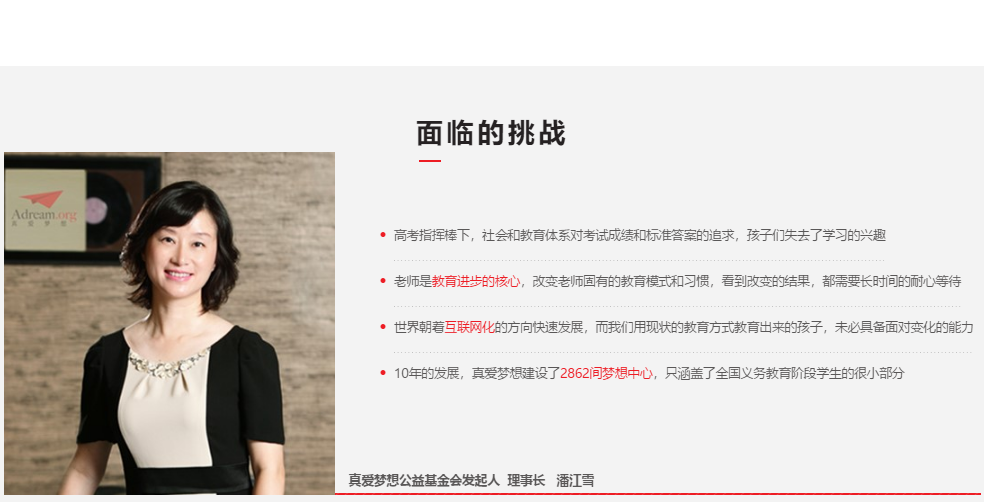 面临的挑战
Adream.org
真爱梦想
高考指挥棒下，社会和教育体系对考试成绩和标准答案的追求，孩子们失去了学习的兴趣
老师是教育进步的核心，改变老师固有的教育模式和习惯，看到改变的结果，都需要长时间的耐心等待
世界朝着互联网化的方向快速发展，而我们用现状的教育方式教育出来的孩子，未必具备面对变化的能力
10年的发展，真爱梦想建设了2862间梦想中心，只涵盖了全国义务教育阶段学生的很小部分
真爱梦想公益基金会发起人 理事长 潘江雪